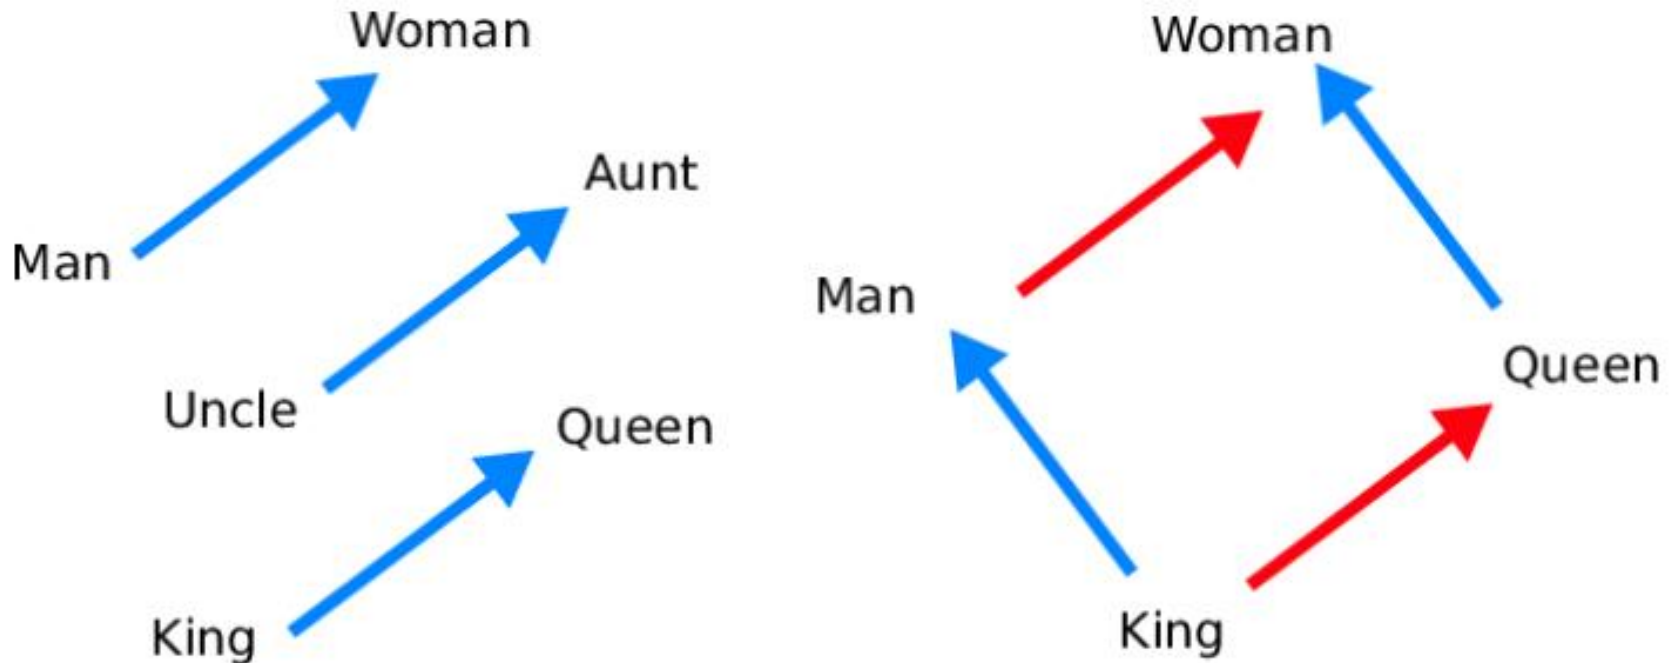 Woman
Aunt
Man
Uncle
Queen
King
Woman
Man
Queen
King